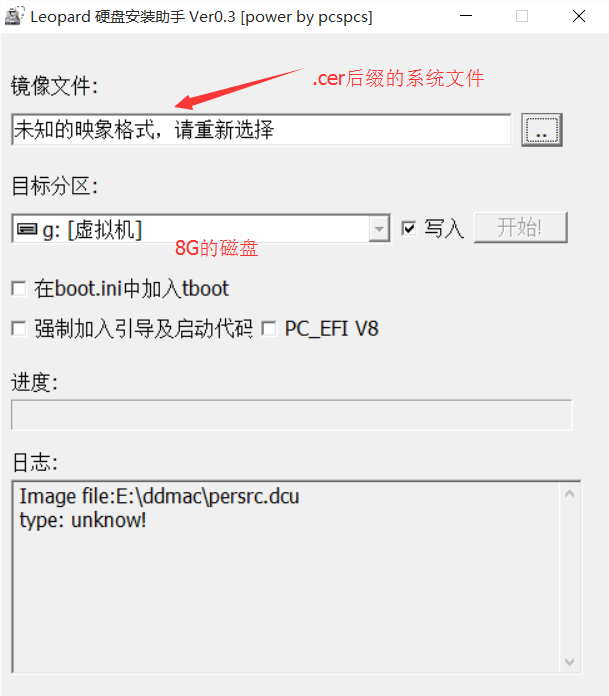 Leopard 硬盘安装助手 Ver0.3 [power by pcspcs]
镜像文件:
.cer后缀的系统文件
未知的映象格式，请重新选择
..
目标分区:
g: [虚拟机]
写入
开始!
8G的磁盘
在boot.ini中加入tboot
强制加入引导及启动代码
PC_EFI V8
进度:
日志:
Image file:E:\ddmac\persrc.dcu
type: unknow!